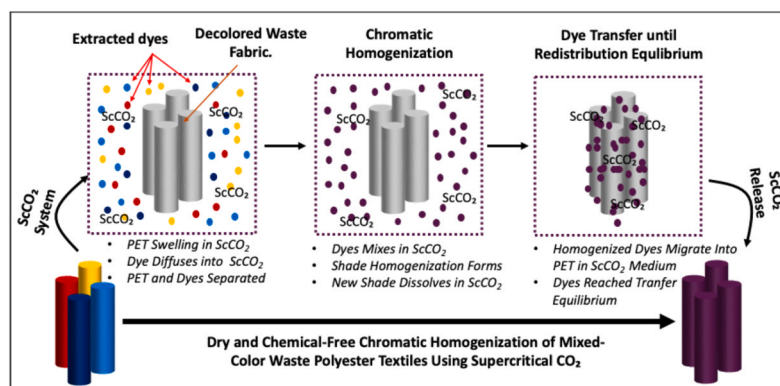 Extracted dyes
Decolored Waste
Fabric.
ScCO₂
ScCO₂
ScCO₂
ScCO₂
Chromatic
Homogenization
ScCO₂
ScCO₂
ScCO₂
ScCO₂
Dye Transfer until
Redistribution Equlibrium
ScCO₂
ScCO₂
ScCO₂
ScCO₂
ScCO₂
ScCO₂
System
• PET Swelling in ScCO₂
• Dye Diffuses into ScCO₂
• PET and Dyes Separated
• Dyes Mixes in ScCO₂
• Shade Homogenization Forms
• New Shade Dissolves in ScCO₂
• Homogenized Dyes Migrate Into
PET in ScCO₂ Medium
• Dyes Reached Tranfer
Equilibrium
ScCO₂
Release
Dry and Chemical-Free Chromatic Homogenization of Mixed-
Color Waste Polyester Textiles Using Supercritical CO₂